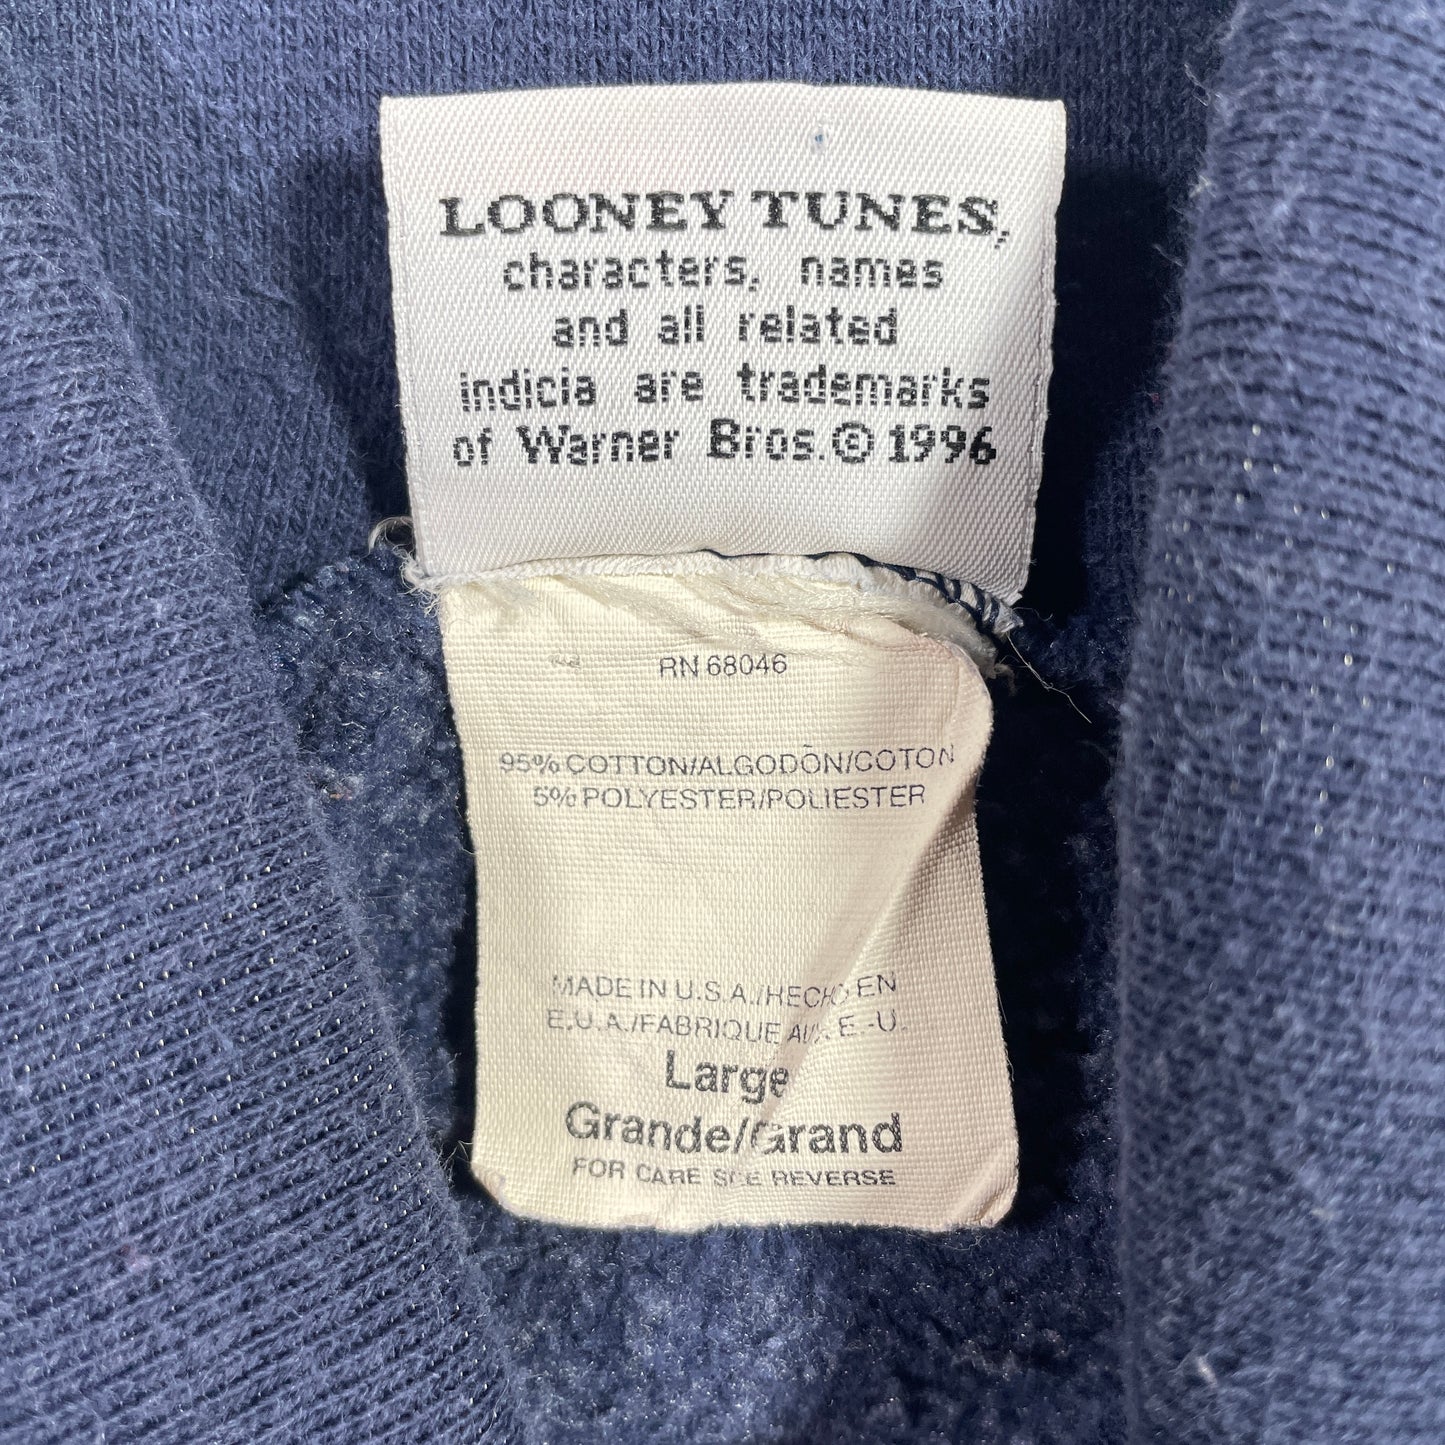 LOONEY TUNES,
characters, names
and all related
indicia are trademarks
of Warner Bros. © 1996
RN 68046
95% COTTON/ALGODÕN/COTON
5% POLYESTER/POLIESTER
MADE IN U.S.A./HECHO EN
E.U.A./FABRIQUE AUX E.-U.
Large
Grande/Grand
FOR CARE SEE REVERSE